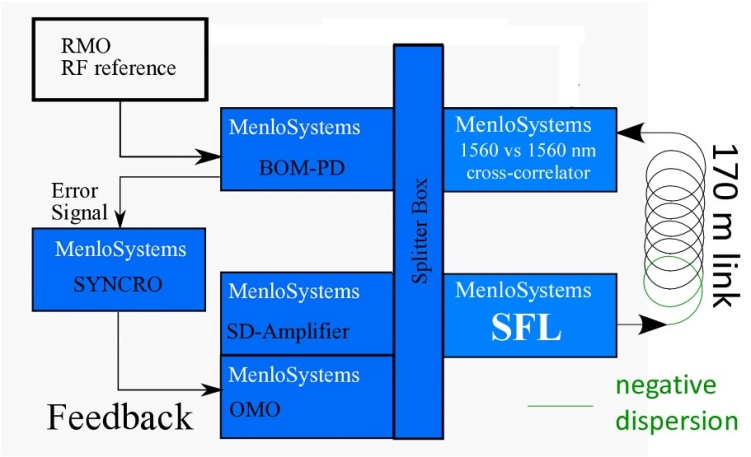 RMO
RF reference
MenloSystems
BOM-PD
MenloSystems
1560 vs 1560 nm
cross-correlator
Error
Signal
MenloSystems
SYNCRO
Splitter Box
MenloSystems
SD-Amplifier
MenloSystems
SFL
MenloSystems
OMO
Feedback
170 m link
negative
dispersion